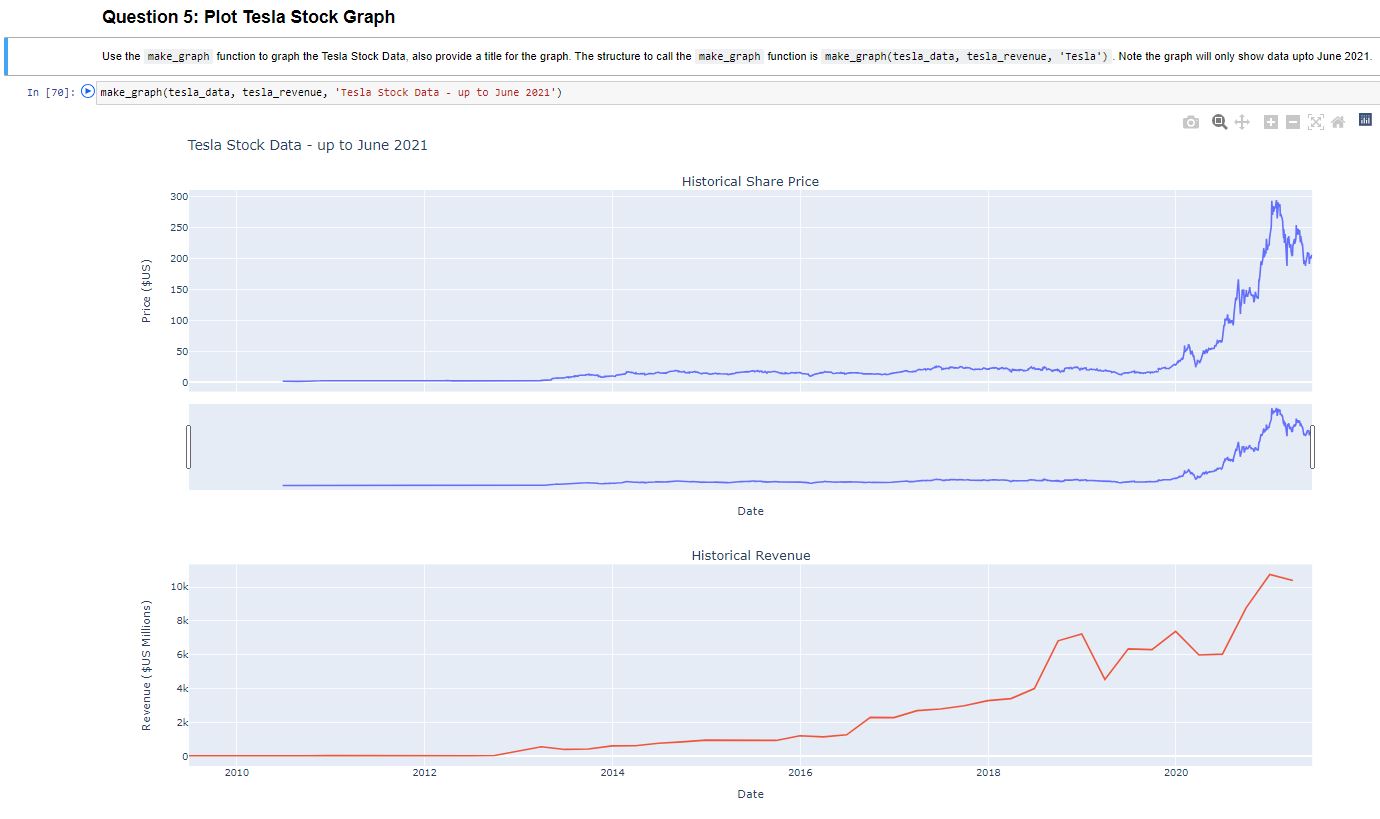 Question 5: Plot Tesla Stock Graph
Use the make_graph function to graph the Tesla Stock Data, also provide a title for the graph. The structure to call the make_graph function is make_graph(tesla_data, tesla_revenue, 'Tesla') . Note the graph will only show data upto June 2021.
In [70]: make_graph(tesla_data, tesla_revenue, 'Tesla Stock Data - up to June 2021')
Tesla Stock Data - up to June 2021
Historical Share Price
Price ($US)
300
250
200
150
100
50
0
Date
Historical Revenue
Revenue ($US Millions)
10k
8k
6k
4k
2k
0
2010 2012 2014 2016 2018 2020
Date